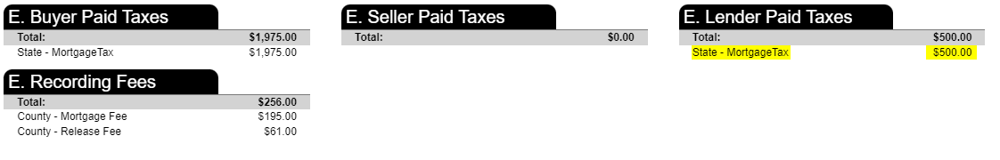 E. Buyer Paid Taxes
Total: $1,975.00
State - MortgageTax $1,975.00
E. Recording Fees
Total: $256.00
County - Mortgage Fee $195.00
County - Release Fee $61.00
E. Seller Paid Taxes
Total: $0.00
E. Lender Paid Taxes
Total: $500.00
State - MortgageTax $500.00